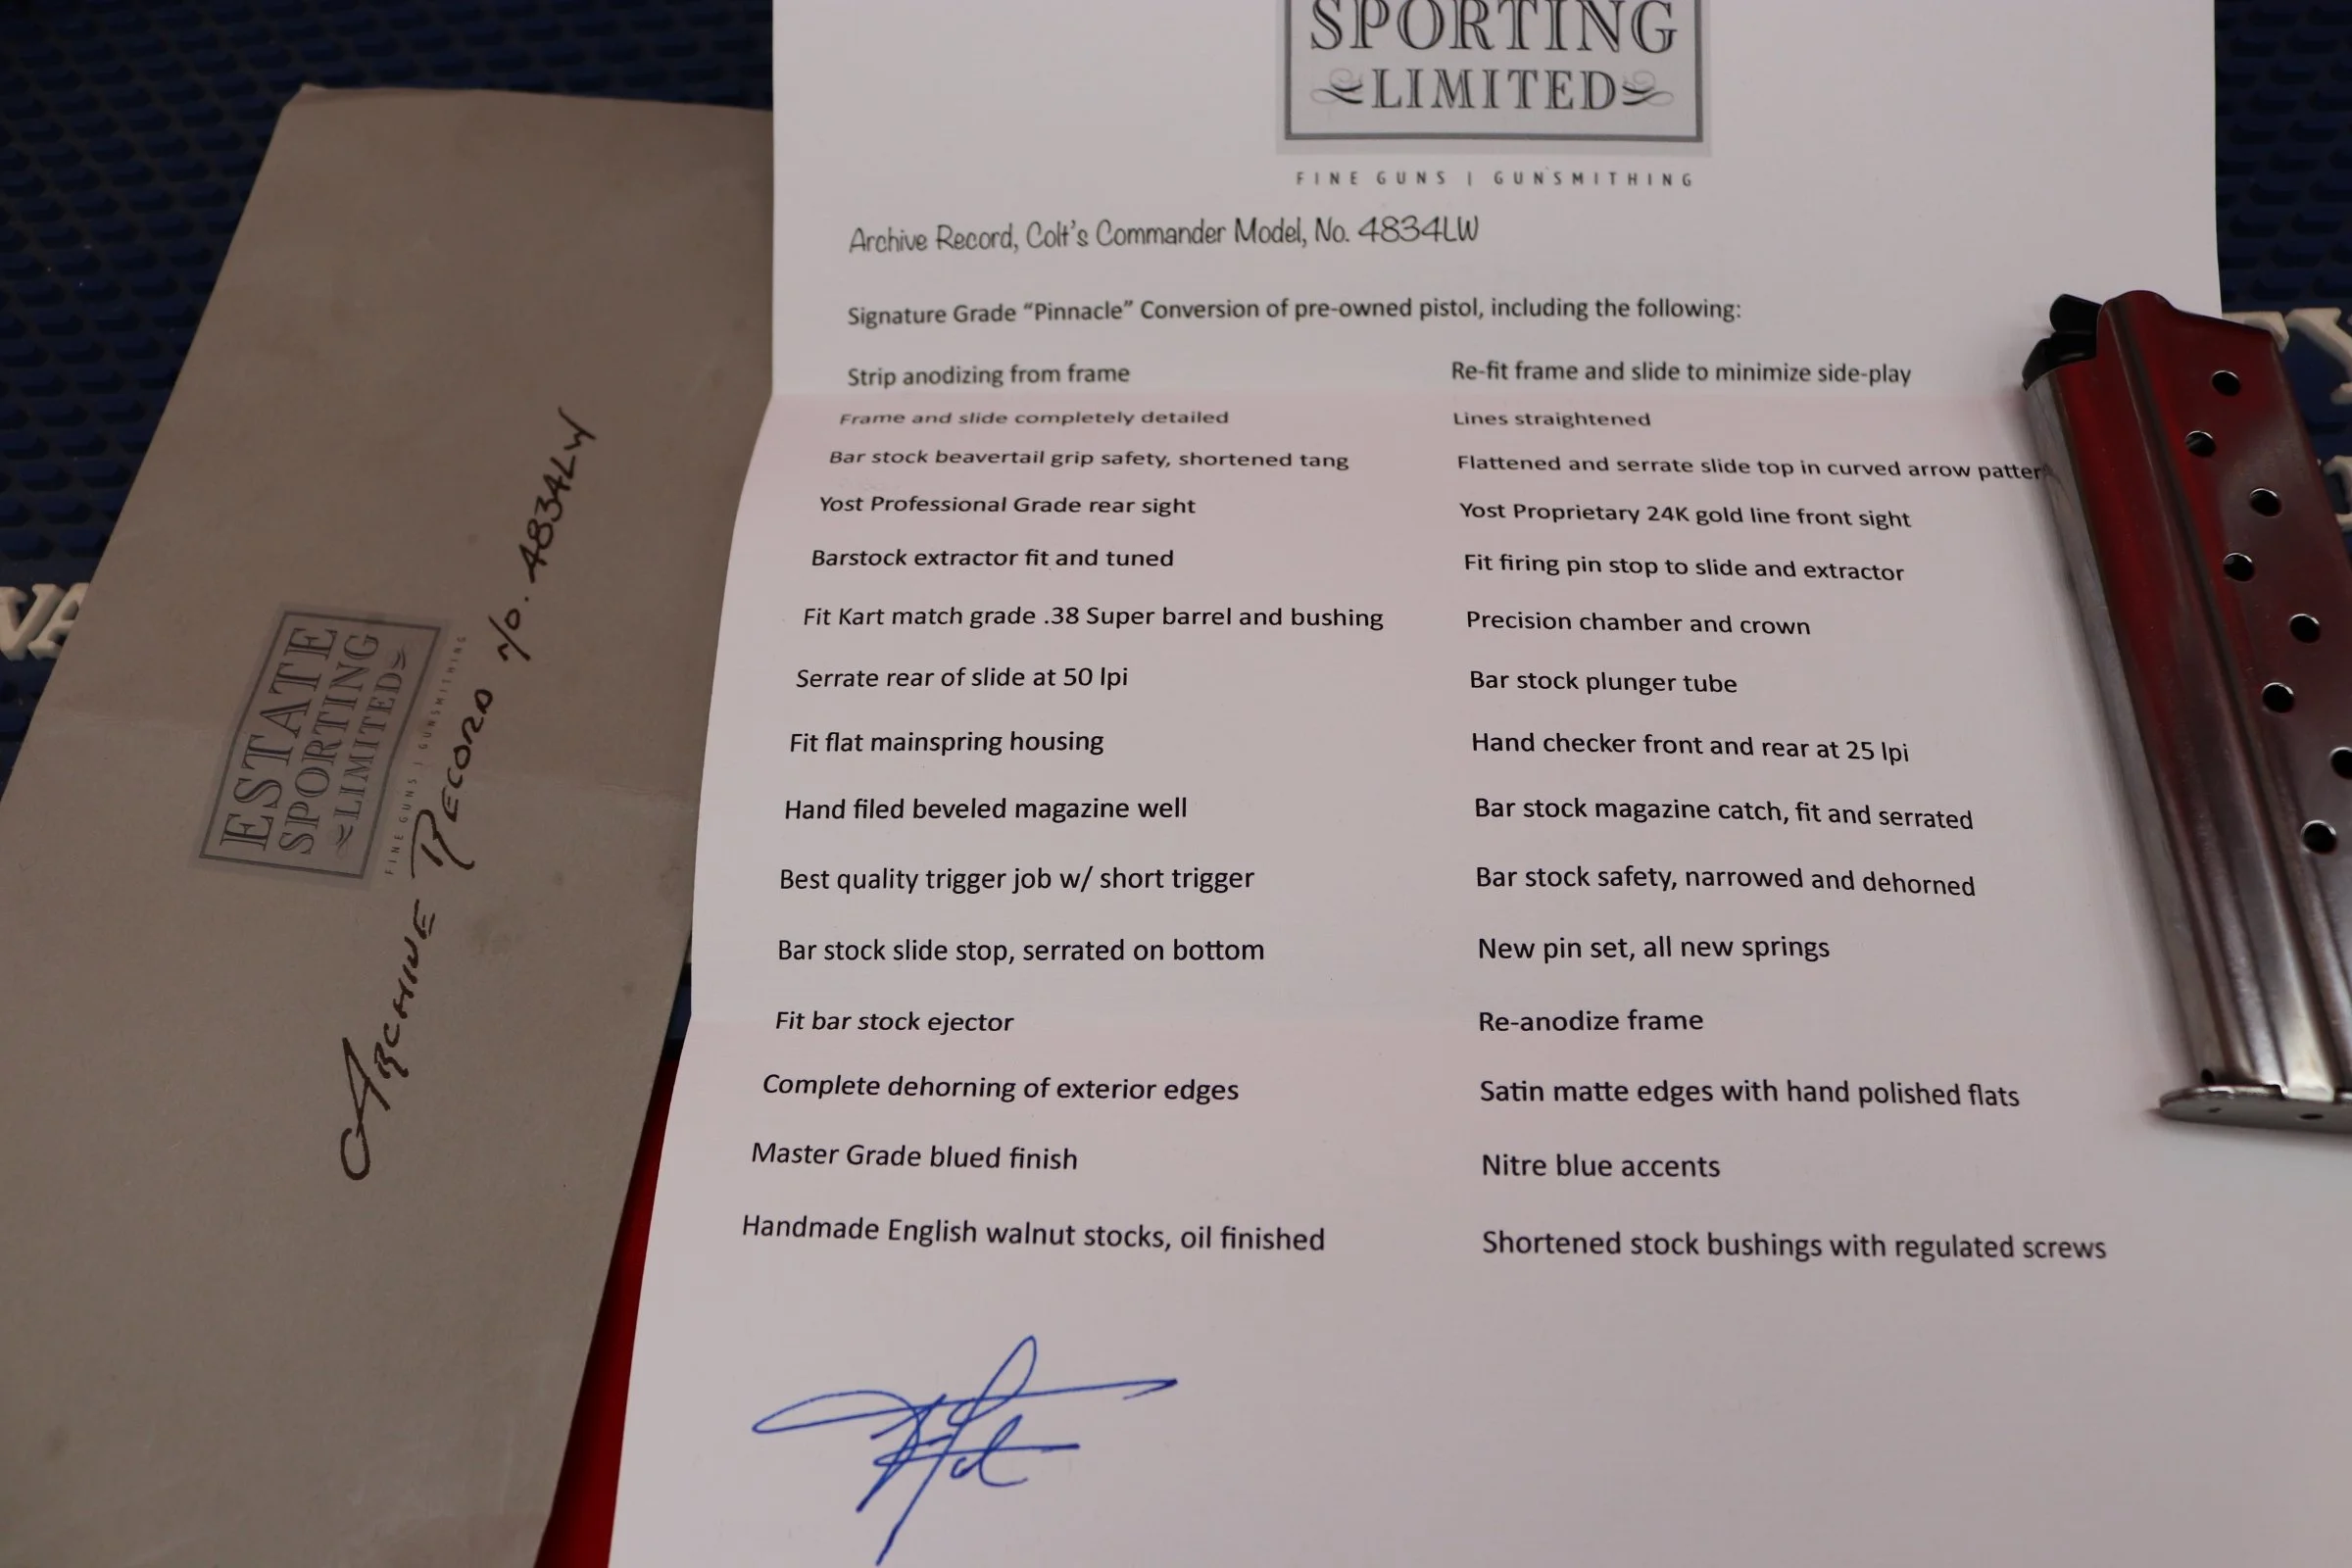 SPORTING
LIMITED
FINE GUNS | GUNSMITHING
Archive Record, Colt's Commander Model, No. 4834LW
Signature Grade “Pinnacle” Conversion of pre-owned pistol, including the following:
Strip anodizing from frame
Re-fit frame and slide to minimize side-play
Frame and slide completely detailed
Lines straightened
Bar stock beavertail grip safety, shortened tang
Flattened and serrate slide top in curved arrow patter
Yost Professional Grade rear sight
Yost Proprietary 24K gold line front sight
Barstock extractor fit and tuned
Fit firing pin stop to slide and extractor
Fit Kart match grade .38 Super barrel and bushing
Precision chamber and crown
Serrate rear of slide at 50 lpi
Bar stock plunger tube
Fit flat mainspring housing
Hand checker front and rear at 25 lpi
Hand filed beveled magazine well
Bar stock magazine catch, fit and serrated
Best quality trigger job w/ short trigger
Bar stock safety, narrowed and dehorned
Bar stock slide stop, serrated on bottom
New pin set, all new springs
Fit bar stock ejector
Re-anodize frame
Complete dehorning of exterior edges
Satin matte edges with hand polished flats
Master Grade blued finish
Nitre blue accents
Handmade English walnut stocks, oil finished
Shortened stock bushings with regulated screws
ESTATE
SPORTING
LIMITED
FINE GUNS | GUNSMITHING
ARCHIVE RECORD NO. 4834LW